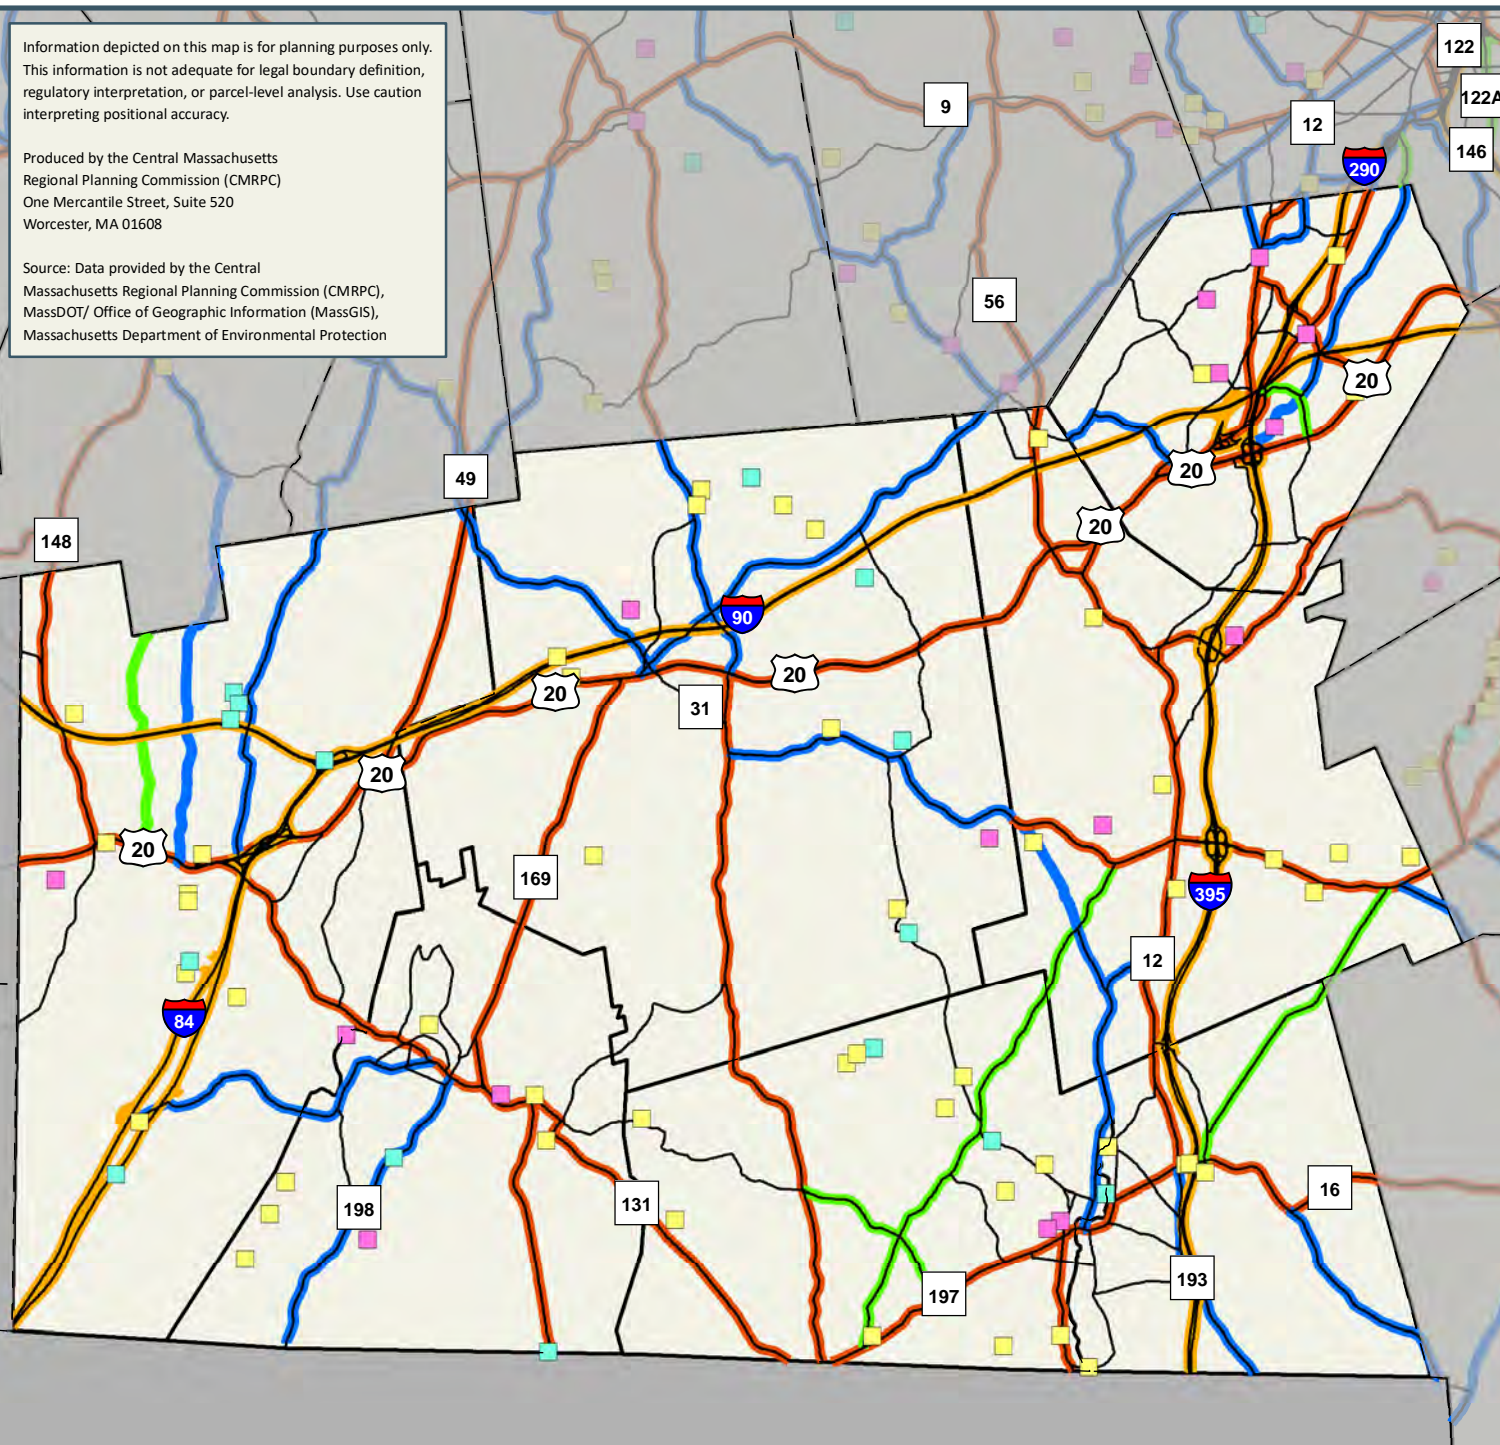 Information depicted on this map is for planning purposes only.
This information is not adequate for legal boundary definition,
regulatory interpretation, or parcel-level analysis. Use caution
interpreting positional accuracy.
Produced by the Central Massachusetts
Regional Planning Commission (CMRPC)
One Mercantile Street, Suite 520
Worcester, MA 01608
Source: Data provided by the Central
Massachusetts Regional Planning Commission (CMRPC),
MassDOT/ Office of Geographic Information (MassGIS),
Massachusetts Department of Environmental Protection
122
122A
9
12
146
290
56
20
49
20
20
148
90
20
20
31
20
20
169
395
12
84
16
131
198
193
197